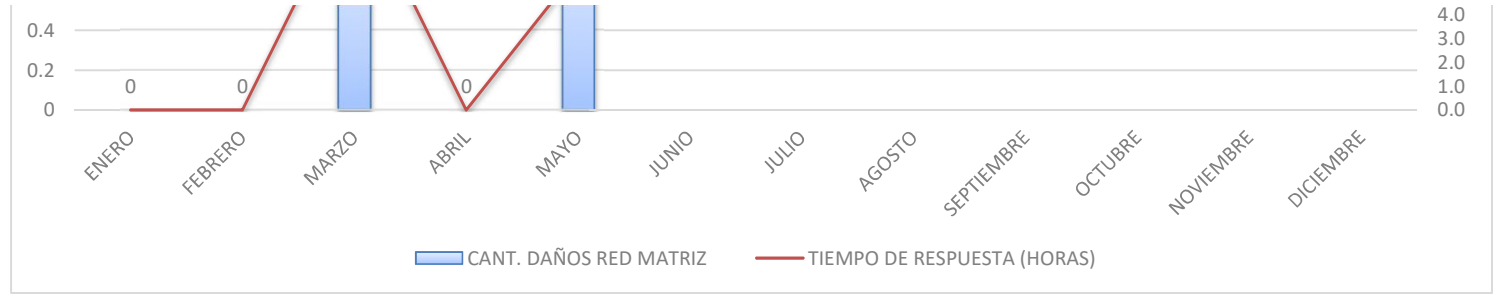 4.0
0.4
3.0
0.2
2.0
0 0 0
1.0
0
0.0
ENERO FEBRERO MARZO ABRIL MAYO JUNIO JULIO AGOSTO SEPTIEMBRE OCTUBRE NOVIEMBRE DICIEMBRE
CANT. DAÑOS RED MATRIZ TIEMPO DE RESPUESTA (HORAS)